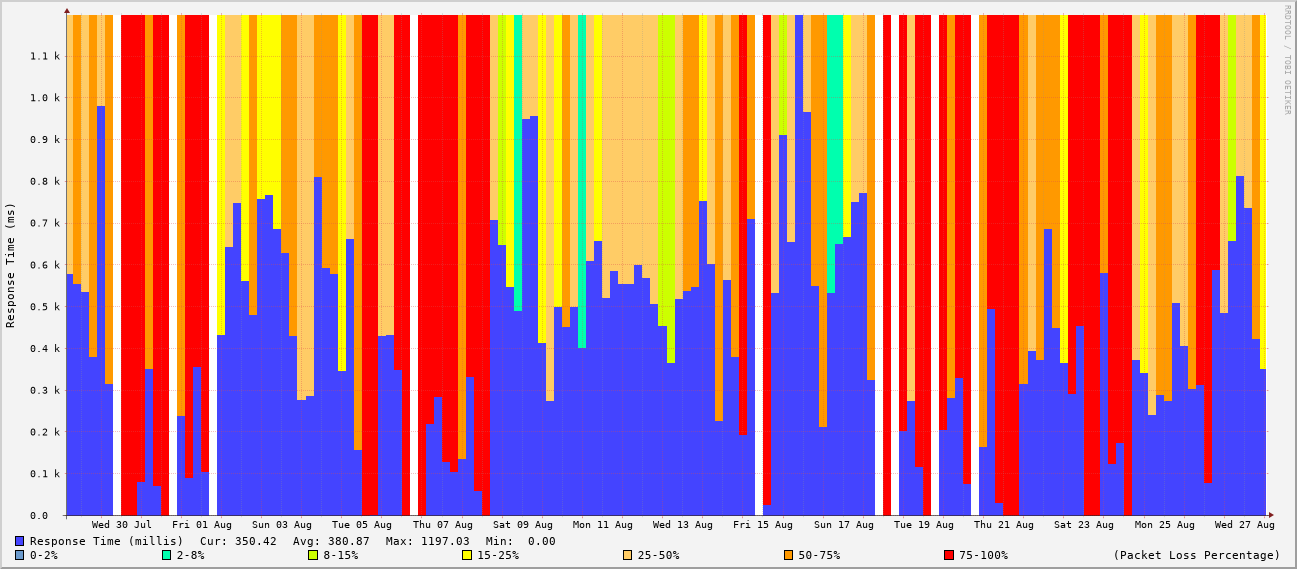 RRDTOOL / TOBI OETIKER
Response Time (ms)
1.1 k
1.0 k
0.9 k
0.8 k
0.7 k
0.6 k
0.5 k
0.4 k
0.3 k
0.2 k
0.1 k
0.0
Wed 30 Jul Fri 01 Aug Sun 03 Aug Tue 05 Aug Thu 07 Aug Sat 09 Aug Mon 11 Aug Wed 13 Aug Fri 15 Aug Sun 17 Aug Tue 19 Aug Thu 21 Aug Sat 23 Aug Mon 25 Aug Wed 27 Aug
Response Time (millis) Cur: 350.42 Avg: 380.87 Max: 1197.03 Min: 0.00
0-2% 2-8% 8-15% 15-25% 25-50% 50-75% 75-100% (Packet Loss Percentage)